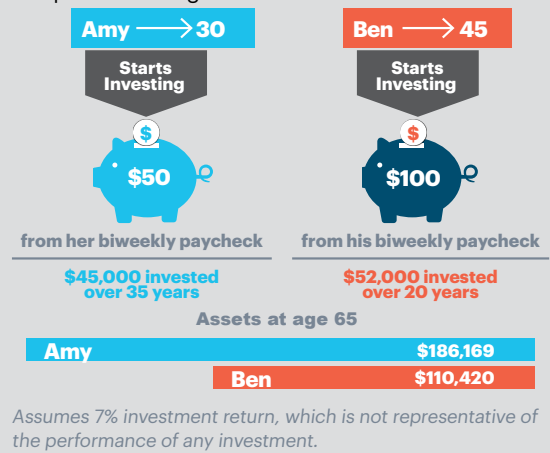 Amy → 30
Ben → 45
Starts
Investing
Starts
Investing
$
$50
$
$100
from her biweekly paycheck
from his biweekly paycheck
$45,000 invested
over 35 years
$52,000 invested
over 20 years
Assets at age 65
Amy $186,169
Ben $110,420
Assumes 7% investment return, which is not representative of
the performance of any investment.